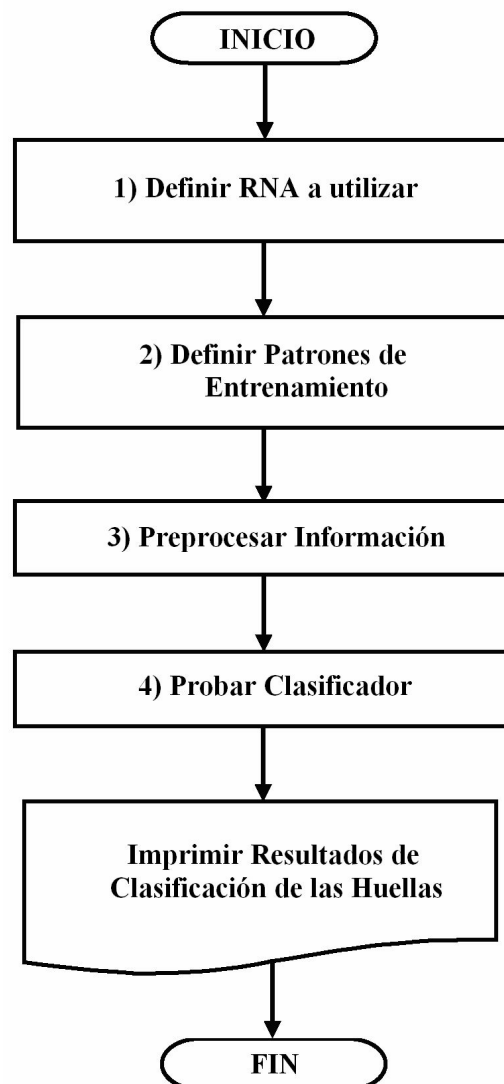 INICIO
1) Definir RNA a utilizar
2) Definir Patrones de
Entrenamiento
3) Preprocesar Información
4) Probar Clasificador
Imprimir Resultados de
Clasificación de las Huellas
FIN